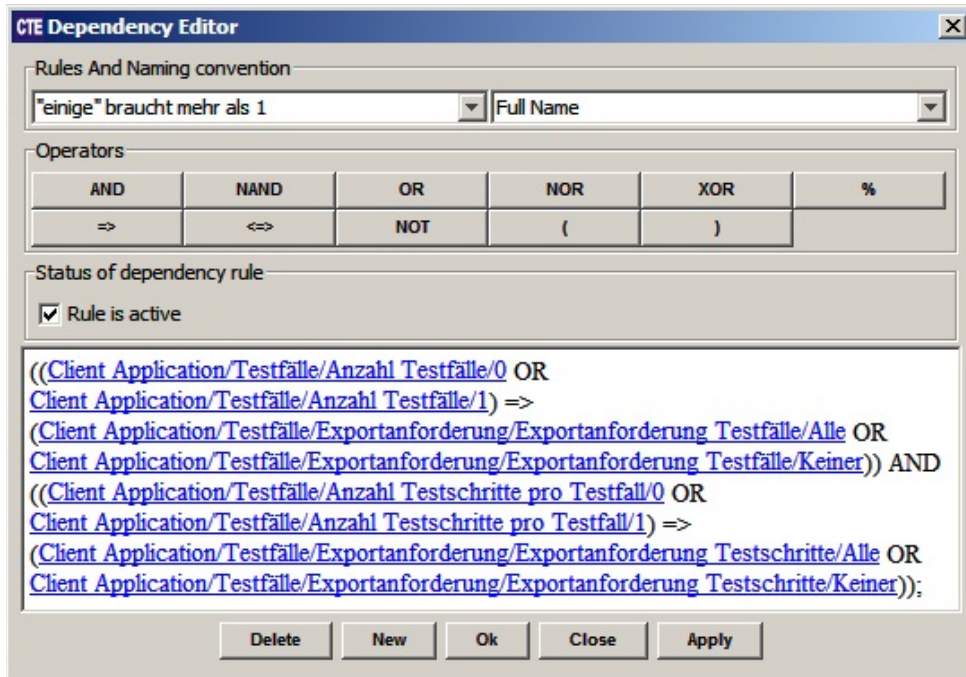 CTE Dependency Editor
Rules And Naming convention
"einige" braucht mehr als 1 Full Name
Operators
AND NAND OR NOR XOR %
=> <=> NOT ( )
Status of dependency rule
Rule is active
((Client Application/Testfälle/Anzahl Testfälle/0 OR
Client Application/Testfälle/Anzahl Testfälle/1) =>
(Client Application/Testfälle/Exportanforderung/Exportanforderung Testfälle/Alle OR
Client Application/Testfälle/Exportanforderung/Exportanforderung Testfälle/Keiner)) AND
((Client Application/Testfälle/Anzahl Testschritte pro Testfall/0 OR
Client Application/Testfälle/Anzahl Testschritte pro Testfall/1) =>
(Client Application/Testfälle/Exportanforderung/Exportanforderung Testschritte/Alle OR
Client Application/Testfälle/Exportanforderung/Exportanforderung Testschritte/Keiner));
Delete New Ok Close Apply